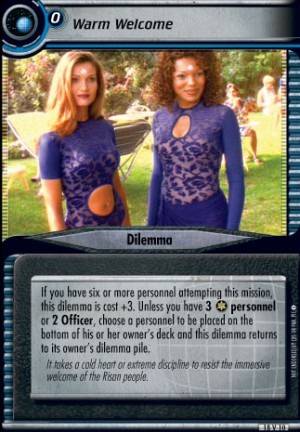 0
Warm Welcome
Dilemma
If you have six or more personnel attempting this mission,
this dilemma is cost +3. Unless you have 3 personnel
or 2 Officer, choose a personnel to be placed on the
bottom of his or her owner's deck and this dilemma returns
to its owner's dilemma pile.
It takes a cold heart or extreme discipline to resist the immersive
welcome of the Risan people.
18 V 10